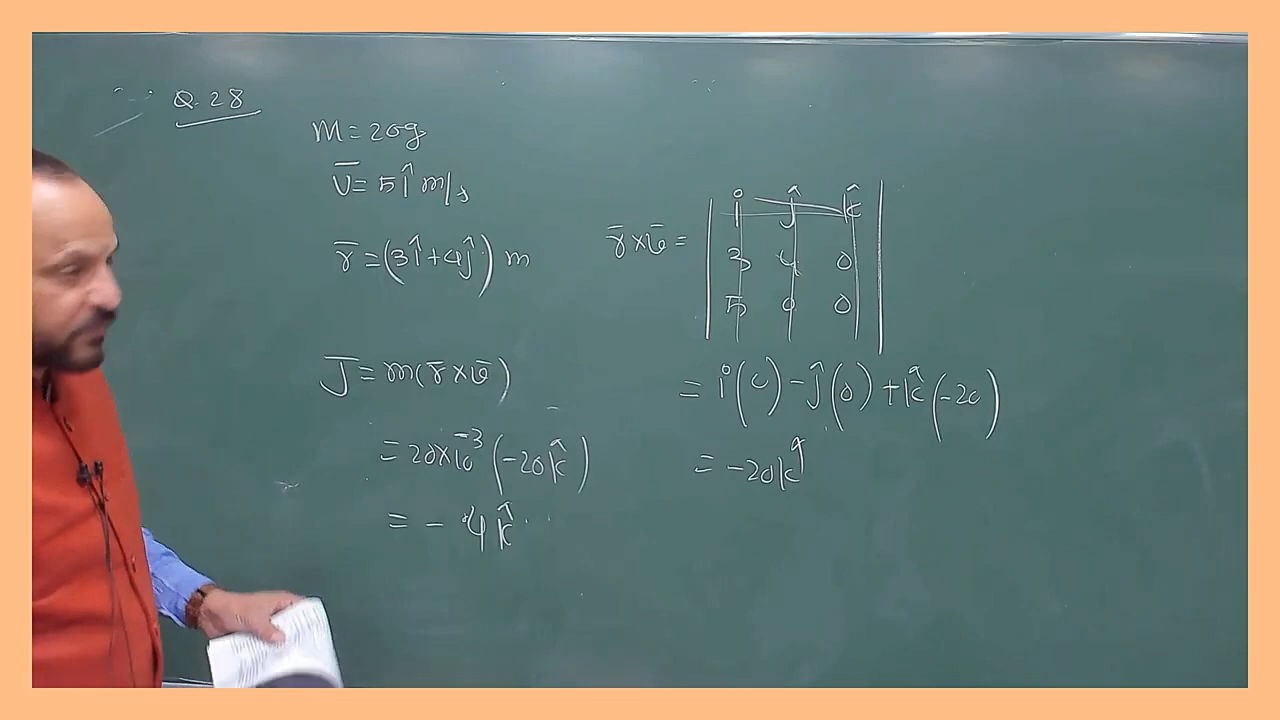 Q. 28
m = 20g
v̄ = 5î m/s
r̄ = (3î + 4ĵ) m
J̄ = m(r̄ × v̄)
= 20×10⁻³ (-20k̂)
= - 4k̂
r̄ × v̄ = | i ĵ k̂ |
| 3 4 0 |
| 5 0 0 |
= i(0) - ĵ(0) + k̂(-20)
= -20k̂